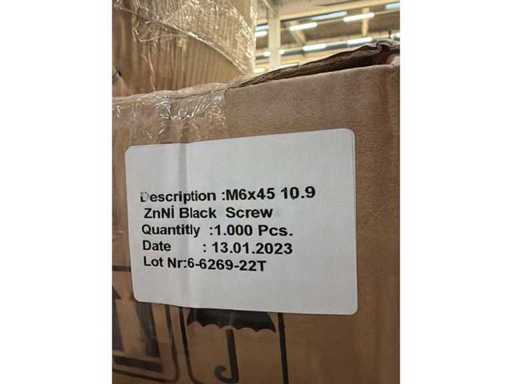 Description :M6x45 10.9
ZnNİ Black Screw
Quantitiy :1.000 Pcs.
Date : 13.01.2023
Lot Nr:6-6269-22T